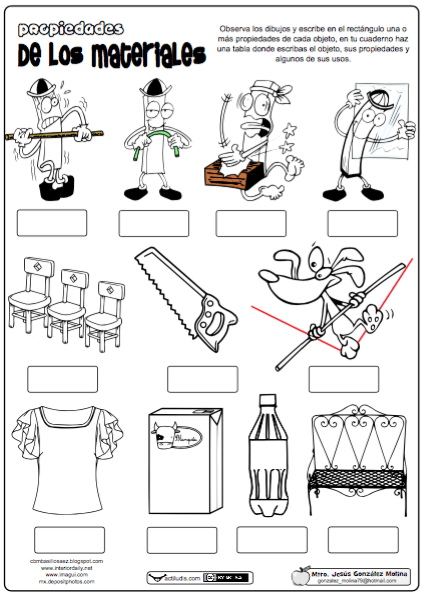 propiedades
De los materiales
Observa los dibujos y escribe en el rectángulo una o
más propiedades de cada objeto, en tu cuaderno haz
una tabla donde escribas el objeto, sus propiedades y
algunos de sus usos.
cbmbasillosaez.blogspot.com
www.interiordaily.net
www.imagui.com
mx.depositphotos.com
actiludis.com
Mtro. Jesús González Molina
gonzalez_molina79@hotmail.com